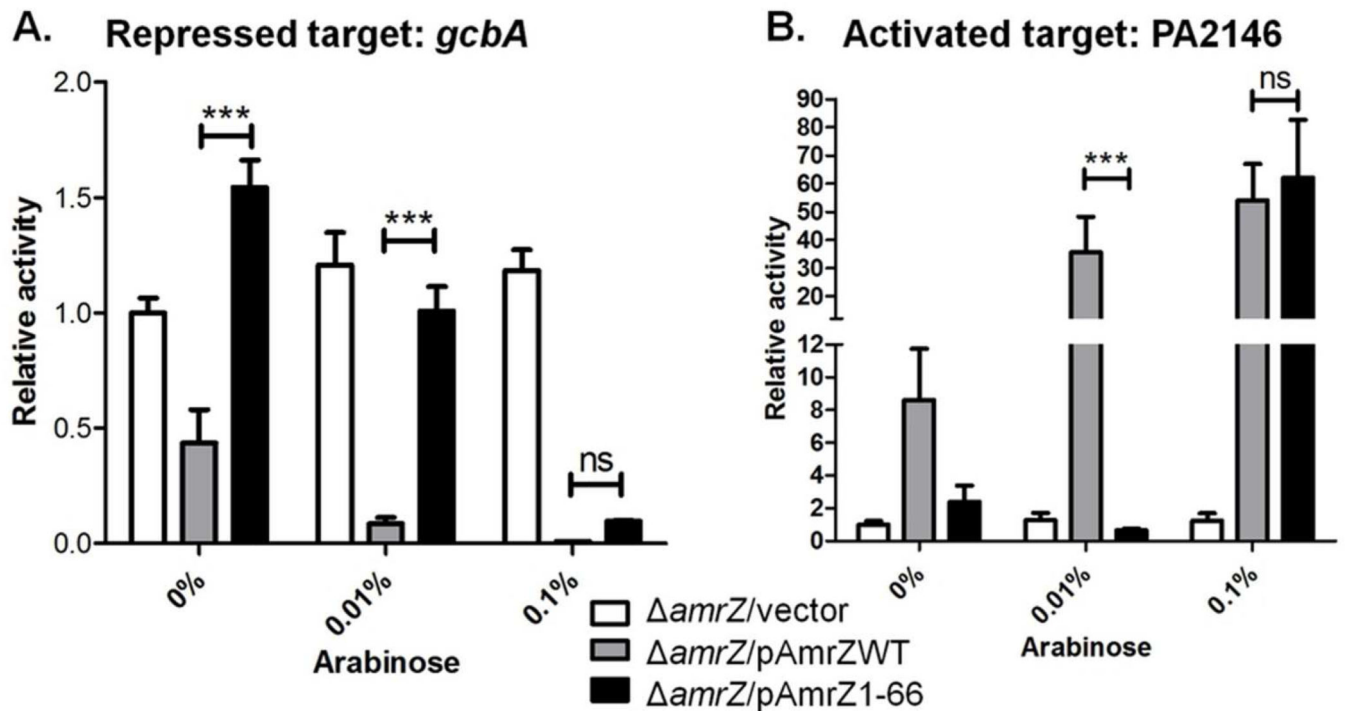 A. Repressed target: gcbA
Relative activity
2.0
1.5
1.0
0.5
0.0
***
***
ns
0%
0.01%
0.1%
Arabinose
B. Activated target: PA2146
Relative activity
90
80
70
60
50
40
30
20
12
10
8
6
4
2
0
***
ns
0%
0.01%
0.1%
Arabinose
ΔamrZ/vector
ΔamrZ/pAmrZWT
ΔamrZ/pAmrZ1-66